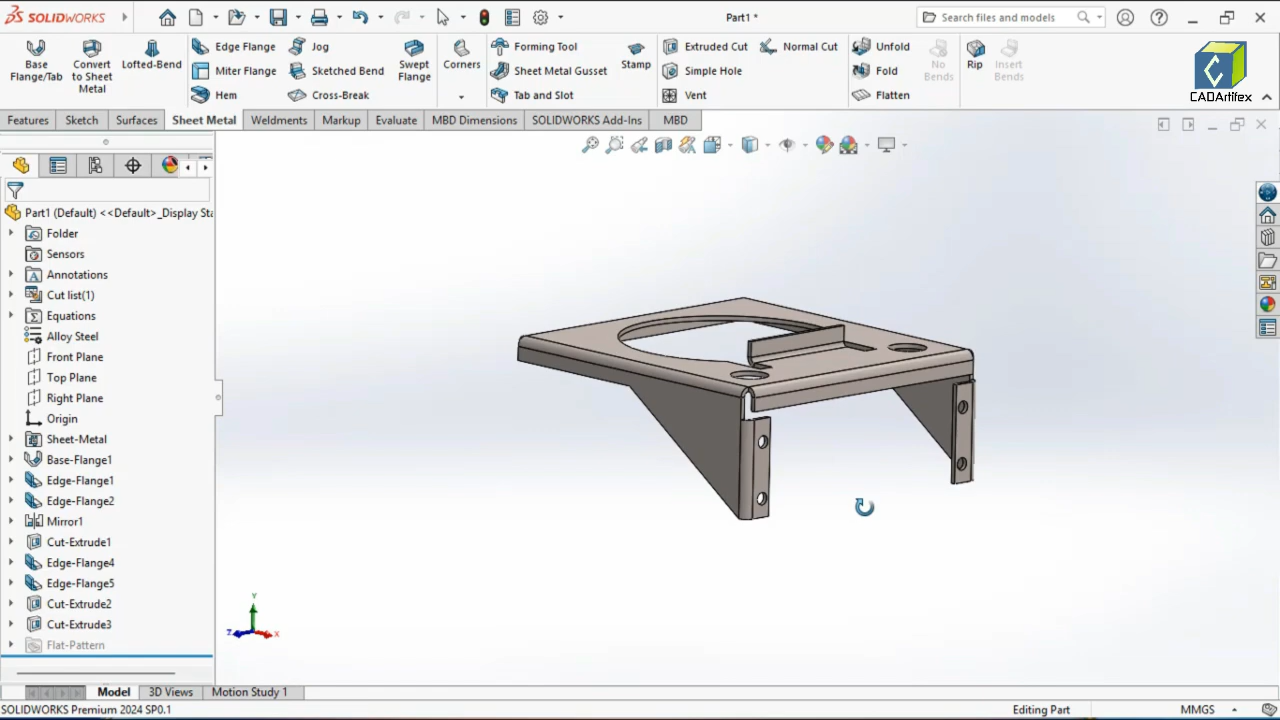 SOLIDWORKS
Part1 *
Search files and models
Base Flange/Tab
Convert to Sheet Metal
Lofted-Bend
Edge Flange
Miter Flange
Hem
Jog
Sketched Bend
Cross-Break
Swept Flange
Corners
Forming Tool
Sheet Metal Gusset
Tab and Slot
Stamp
Extruded Cut
Simple Hole
Vent
Normal Cut
Unfold
Fold
Flatten
No Bends
Rip
Insert Bends
CADArtifex
Features
Sketch
Surfaces
Sheet Metal
Weldments
Markup
Evaluate
MBD Dimensions
SOLIDWORKS Add-Ins
MBD
Part1 (Default) <<Default>_Display Sta
Folder
Sensors
Annotations
Cut list(1)
Equations
Alloy Steel
Front Plane
Top Plane
Right Plane
Origin
Sheet-Metal
Base-Flange1
Edge-Flange1
Edge-Flange2
Mirror1
Cut-Extrude1
Edge-Flange4
Edge-Flange5
Cut-Extrude2
Cut-Extrude3
Flat-Pattern
Y
Z
X
Model
3D Views
Motion Study 1
SOLIDWORKS Premium 2024 SP0.1
Editing Part
MMGS